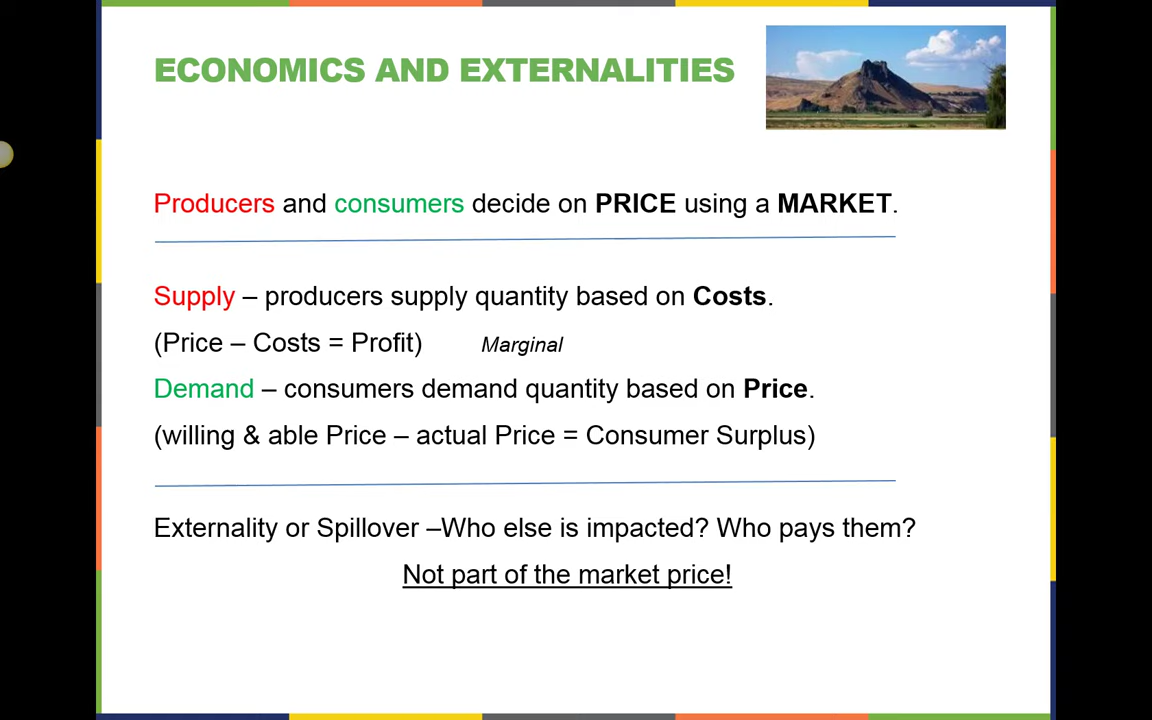 ECONOMICS AND EXTERNALITIES
Producers and consumers decide on PRICE using a MARKET.
Supply – producers supply quantity based on Costs.
(Price – Costs = Profit) Marginal
Demand – consumers demand quantity based on Price.
(willing & able Price – actual Price = Consumer Surplus)
Externality or Spillover –Who else is impacted? Who pays them?
Not part of the market price!